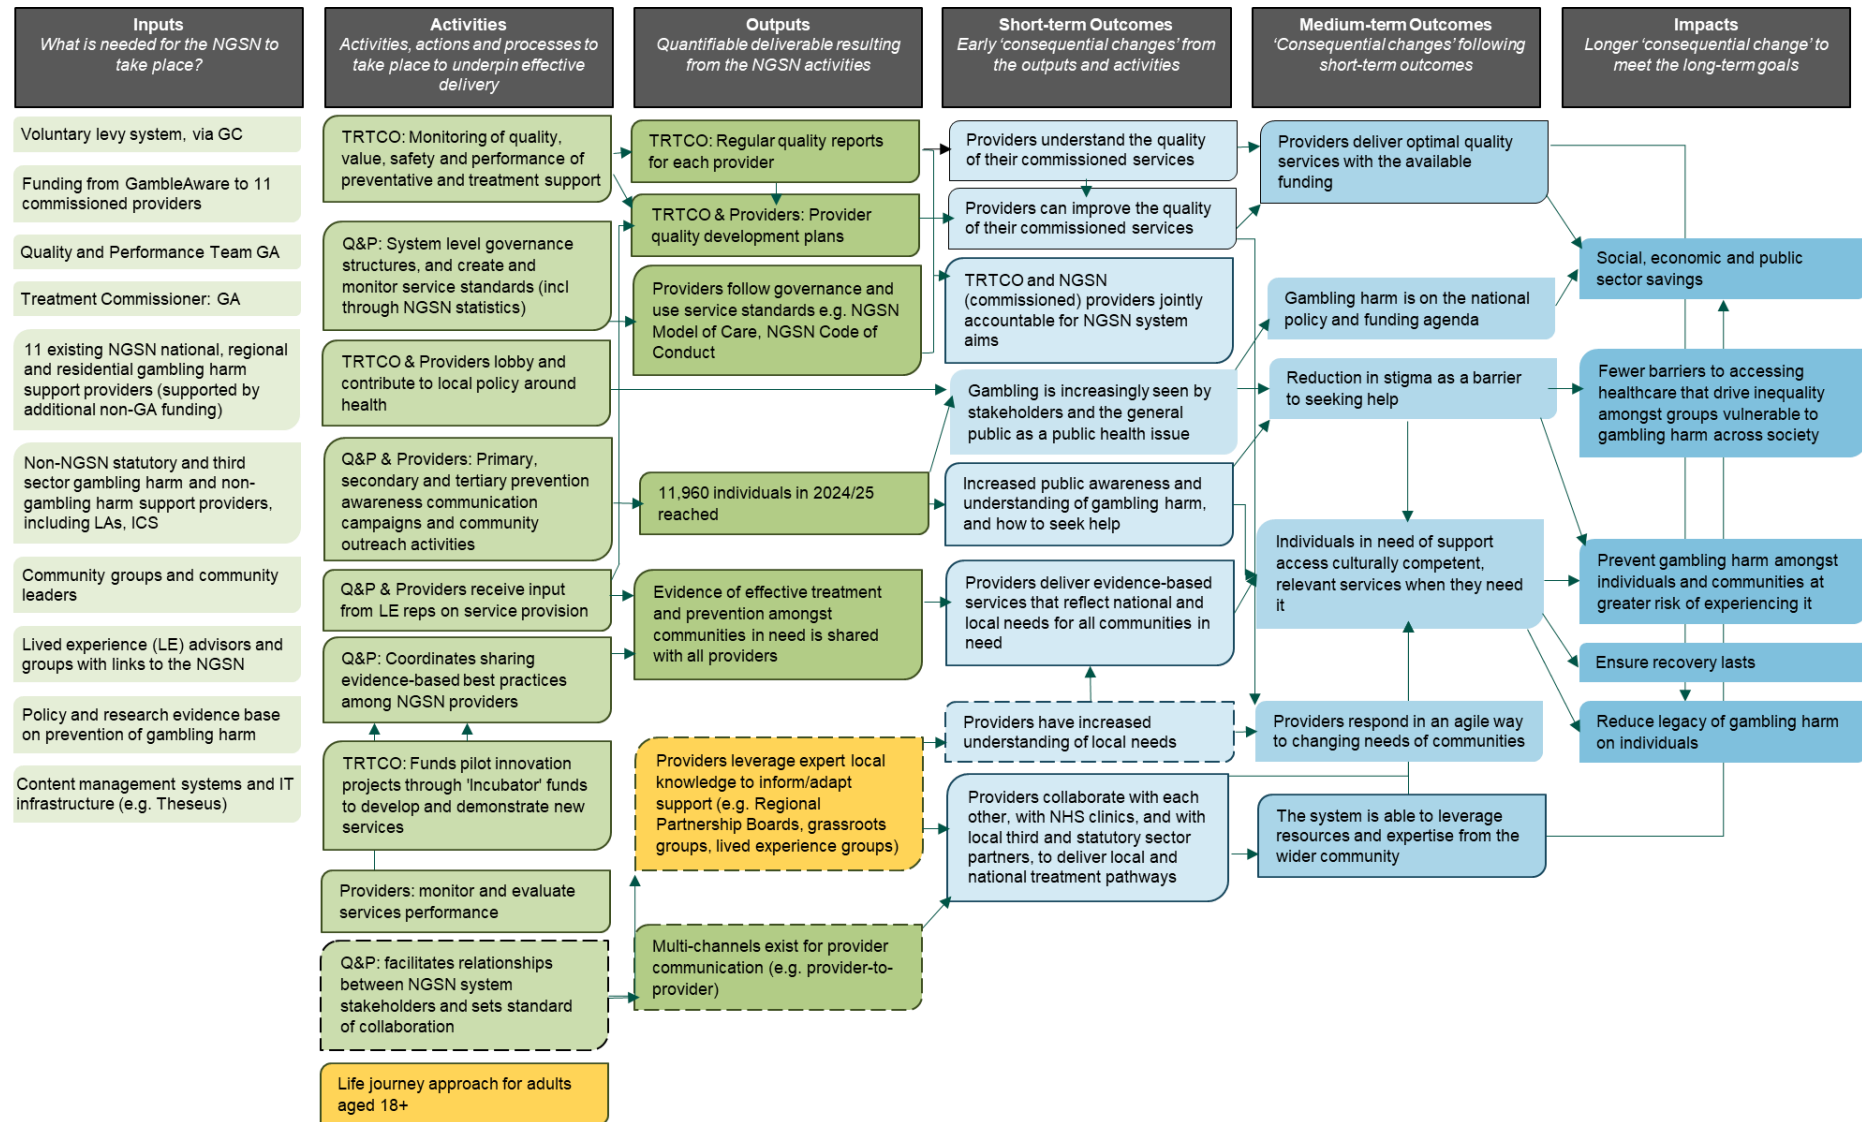 Inputs
What is needed for the NGSN to
take place?
Voluntary levy system, via GC
Funding from GambleAware to 11
commissioned providers
Quality and Performance Team GA
Treatment Commissioner: GA
11 existing NGSN national, regional
and residential gambling harm
support providers (supported by
additional non-GA funding)
Non-NGSN statutory and third
sector gambling harm and non-
gambling harm support providers,
including LAs, ICS
Community groups and community
leaders
Lived experience (LE) advisors and
groups with links to the NGSN
Policy and research evidence base
on prevention of gambling harm
Content management systems and IT
infrastructure (e.g. Theseus)
Activities
Activities, actions and processes to
take place to underpin effective
delivery
TRTCO: Monitoring of quality,
value, safety and performance of
preventative and treatment support
Q&P: System level governance
structures, and create and
monitor service standards (incl
through NGSN statistics)
TRTCO & Providers lobby and
contribute to local policy around
health
Q&P & Providers: Primary,
secondary and tertiary prevention
awareness communication
campaigns and community
outreach activities
Q&P & Providers receive input
from LE reps on service provision
Q&P: Coordinates sharing
evidence-based best practices
among NGSN providers
TRTCO: Funds pilot innovation
projects through 'Incubator' funds
to develop and demonstrate new
services
Providers: monitor and evaluate
services performance
Q&P: facilitates relationships
between NGSN system
stakeholders and sets standard
of collaboration
Life journey approach for adults
aged 18+
Outputs
Quantifiable deliverable resulting
from the NGSN activities
TRTCO: Regular quality reports
for each provider
TRTCO & Providers: Provider
quality development plans
Providers follow governance and
use service standards e.g. NGSN
Model of Care, NGSN Code of
Conduct
11,960 individuals in 2024/25
reached
Evidence of effective treatment
and prevention amongst
communities in need is shared
with all providers
Providers leverage expert local
knowledge to inform/adapt
support (e.g. Regional
Partnership Boards, grassroots
groups, lived experience groups)
Multi-channels exist for provider
communication (e.g. provider-to-
provider)
Short-term Outcomes
Early ‘consequential changes’ from
the outputs and activities
Providers understand the quality
of their commissioned services
Providers can improve the quality
of their commissioned services
TRTCO and NGSN
(commissioned) providers jointly
accountable for NGSN system
aims
Gambling is increasingly seen by
stakeholders and the general
public as a public health issue
Increased public awareness and
understanding of gambling harm,
and how to seek help
Providers deliver evidence-based
services that reflect national and
local needs for all communities in
need
Providers have increased
understanding of local needs
Providers collaborate with each
other, with NHS clinics, and with
local third and statutory sector
partners, to deliver local and
national treatment pathways
Medium-term Outcomes
‘Consequential changes’ following
short-term outcomes
Providers deliver optimal quality
services with the available
funding
Gambling harm is on the national
policy and funding agenda
Reduction in stigma as a barrier
to seeking help
Individuals in need of support
access culturally competent,
relevant services when they need
it
Providers respond in an agile way
to changing needs of communities
The system is able to leverage
resources and expertise from the
wider community
Impacts
Longer ‘consequential change’ to
meet the long-term goals
Social, economic and public
sector savings
Fewer barriers to accessing
healthcare that drive inequality
amongst groups vulnerable to
gambling harm across society
Prevent gambling harm amongst
individuals and communities at
greater risk of experiencing it
Ensure recovery lasts
Reduce legacy of gambling harm
on individuals